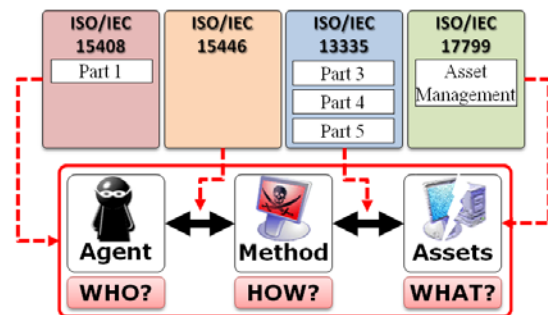 ISO/IEC
15408
Part 1
ISO/IEC
15446
ISO/IEC
13335
Part 3
Part 4
Part 5
ISO/IEC
17799
Asset
Management
Agent
Method
Assets
WHO?
HOW?
WHAT?